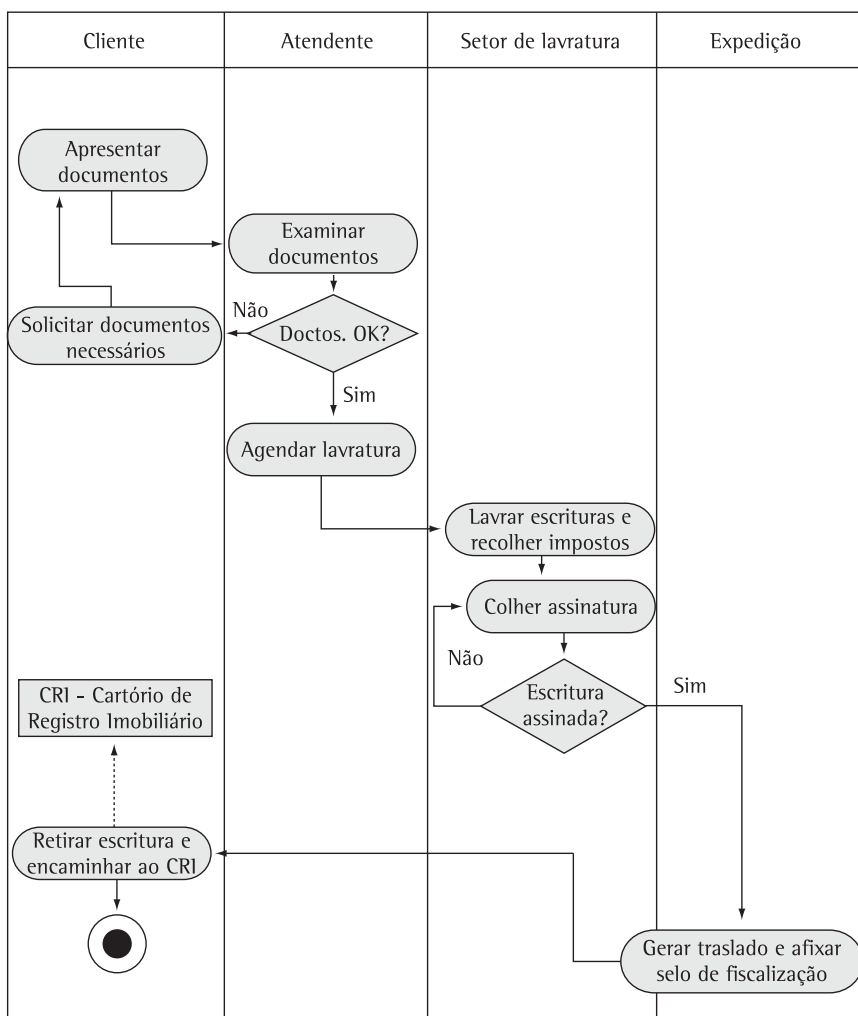 Cliente
Atendente
Setor de lavratura
Expedição
Apresentar
documentos
Examinar
documentos
Não
Doctos. OK?
Solicitar documentos
necessários
Sim
Agendar lavratura
Lavrar escrituras e
recolher impostos
Colher assinatura
Não
Escritura
assinada?
Sim
CRI - Cartório de
Registro Imobiliário
Retirar escritura e
encaminhar ao CRI
Gerar traslado e afixar
selo de fiscalização